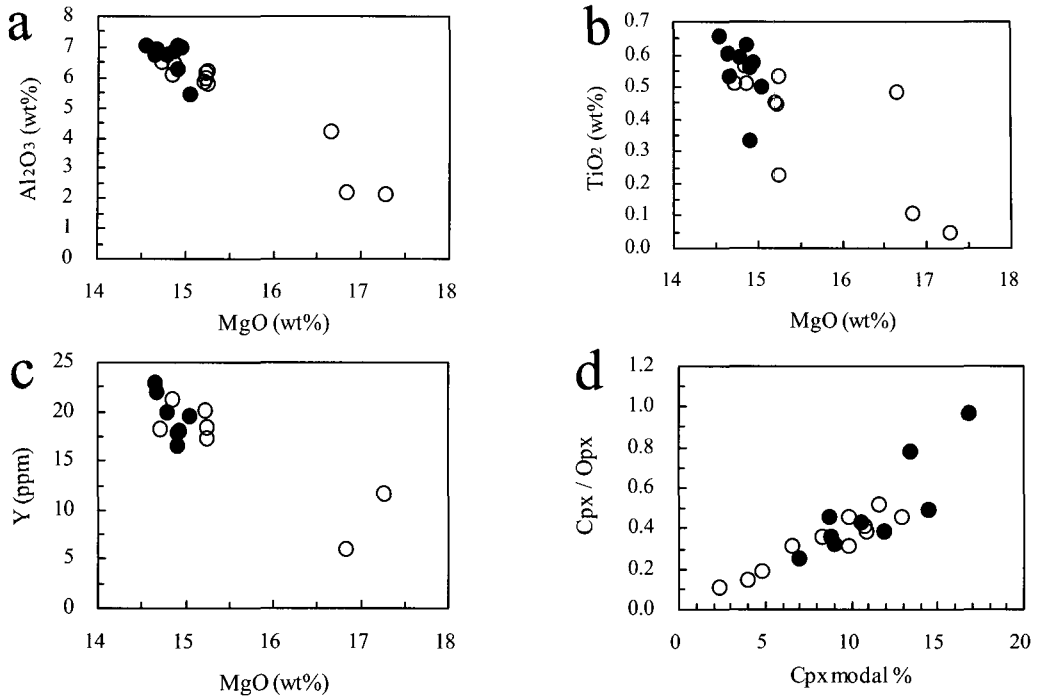 a
Al2O3 (wt%)
8
7
6
5
4
3
2
1
0
14 15 16 17 18
MgO (wt%)
b
TiO2 (wt%)
0.7
0.6
0.5
0.4
0.3
0.2
0.1
0.0
14 15 16 17 18
MgO (wt%)
c
Y (ppm)
25
20
15
10
5
0
14 15 16 17 18
MgO (wt%)
d
Cpx / Opx
1.2
1.0
0.8
0.6
0.4
0.2
0.0
0 5 10 15 20
Cpx modal %